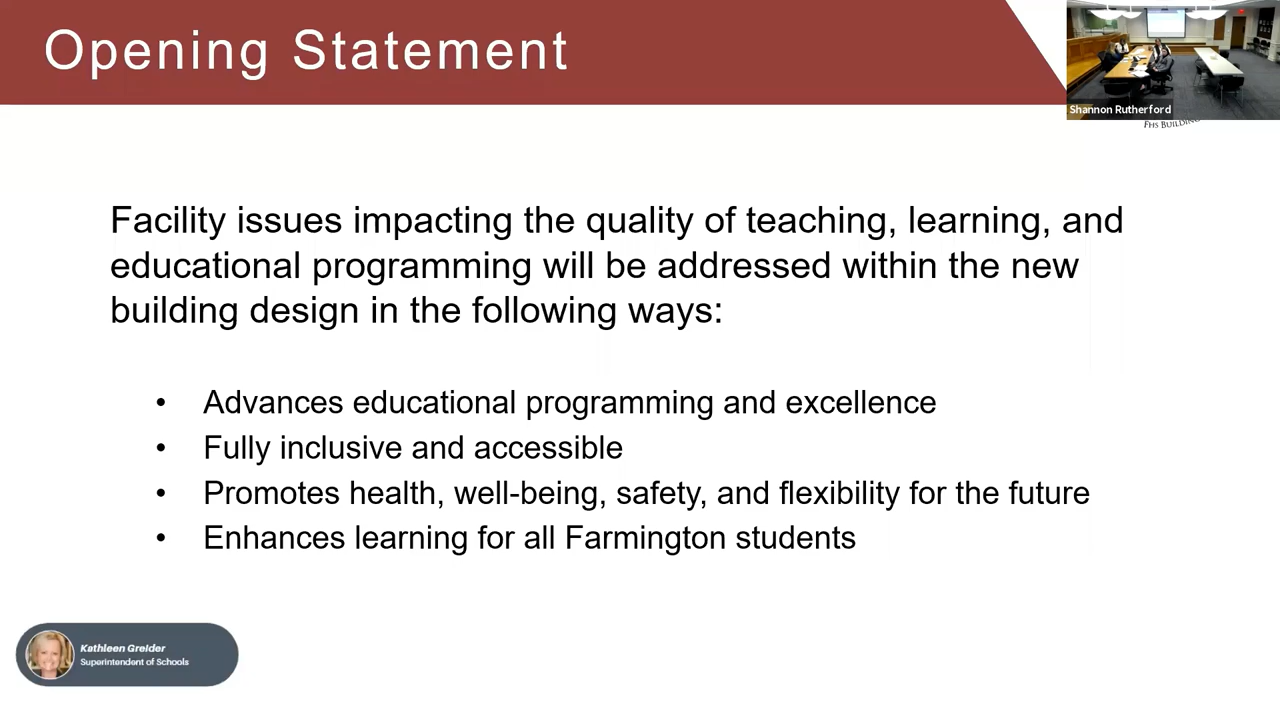 Opening Statement
Shannon Rutherford
FHS BUILDING
Facility issues impacting the quality of teaching, learning, and
educational programming will be addressed within the new
building design in the following ways:
• Advances educational programming and excellence
• Fully inclusive and accessible
• Promotes health, well-being, safety, and flexibility for the future
• Enhances learning for all Farmington students
Kathleen Greider
Superintendent of Schools